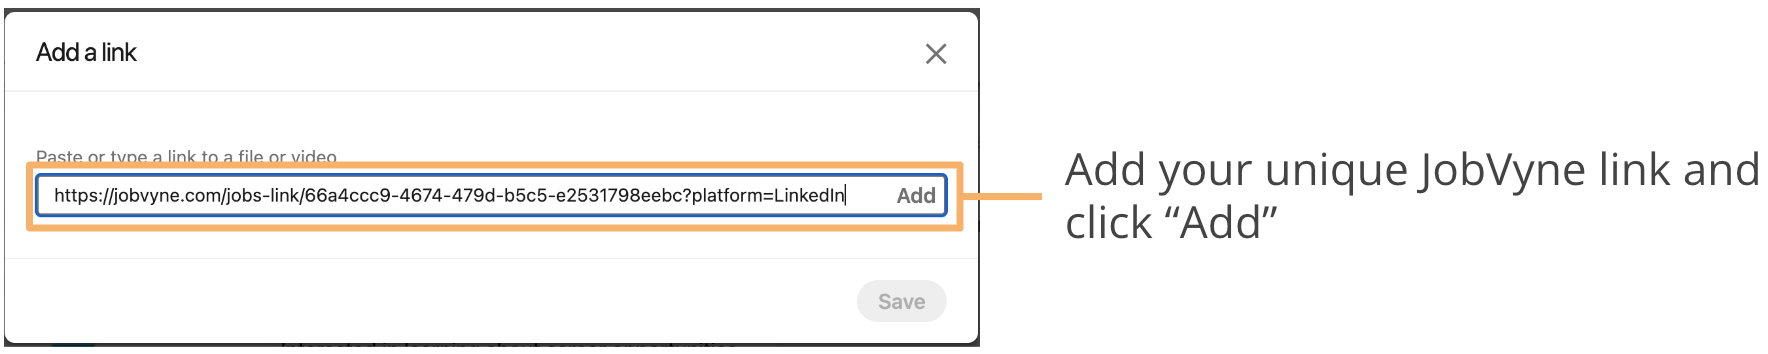 Add a link
Paste or type a link to a file or video
https://jobvyne.com/jobs-link/66a4ccc9-4674-479d-b5c5-e2531798eebc?platform=LinkedIn
Add
Add your unique JobVyne link and
click “Add”
Save